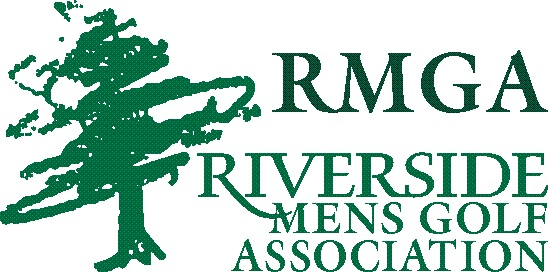 RMGA
RIVERSIDE
MENS GOLF
ASSOCIATION